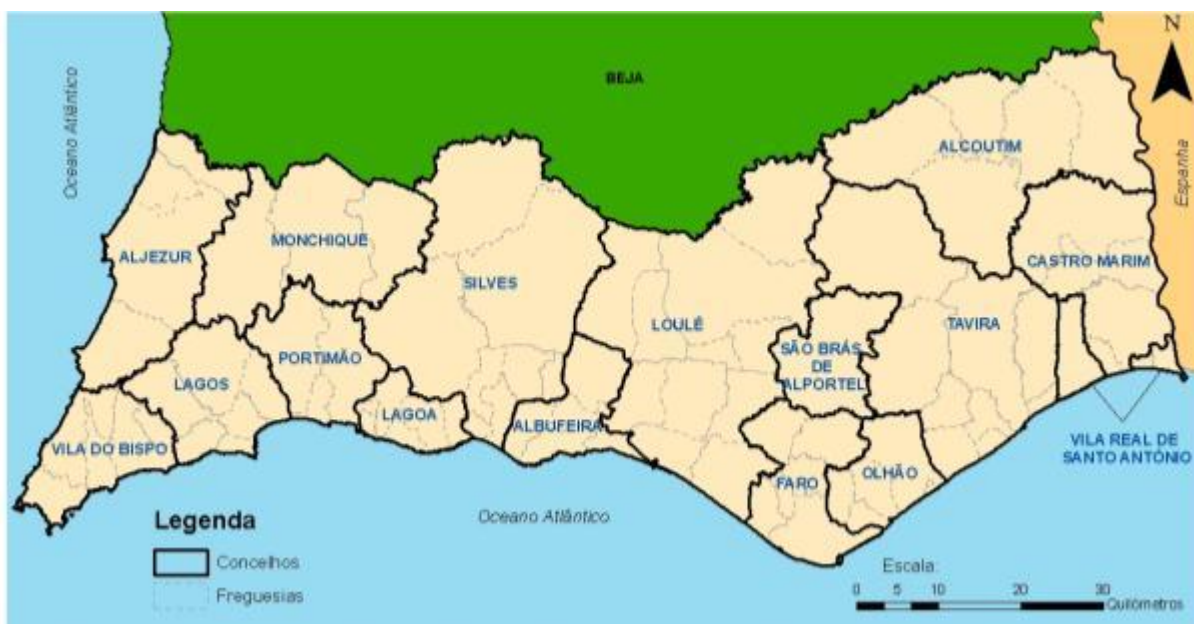 N
BEJA
Oceano Atlântico
ALCOUTIM
Espanha
MONCHIQUE
ALJEZUR
CASTRO MARIM
SILVES
LOULÉ
TAVIRA
SÃO BRÁS
DE
ALPORTEL
PORTIMÃO
LAGOS
LAGOA
ALBUFEIRA
VILA DO BISPO
VILA REAL DE
SANTO ANTÓNIO
FARO
OLHÃO
Oceano Atlântico
Legenda
Concelhos
Freguesias
Escala:
0 5 10 20 30
Quilómetros